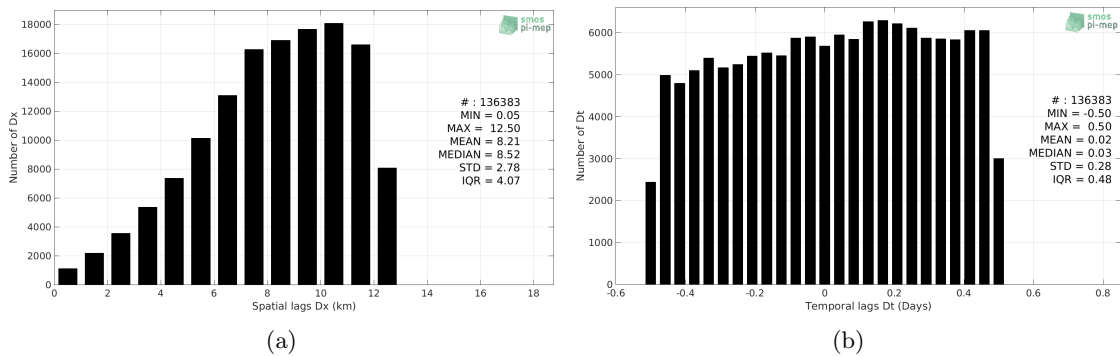 18000
16000
14000
12000
10000
8000
6000
4000
2000
0
Number of Dx
0 2 4 6 8 10 12 14 16 18
Spatial lags Dx (km)
smos
pi-mep
# : 136383
MIN = 0.05
MAX = 12.50
MEAN = 8.21
MEDIAN = 8.52
STD = 2.78
IQR = 4.07
(a)
6000
5000
4000
3000
2000
1000
0
Number of Dt
-0.6 -0.4 -0.2 0 0.2 0.4 0.6 0.8
Temporal lags Dt (Days)
smos
pi-mep
# : 136383
MIN = -0.50
MAX = 0.50
MEAN = 0.02
MEDIAN = 0.03
STD = 0.28
IQR = 0.48
(b)